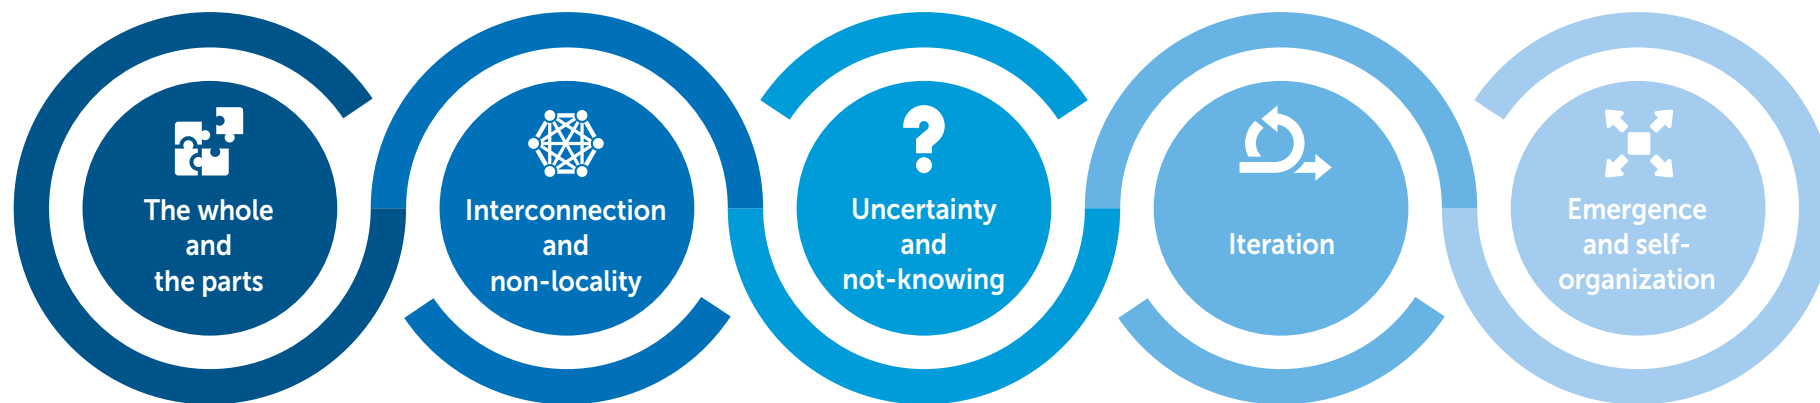 The whole
and
the parts
Interconnection
and
non-locality
Uncertainty
and
not-knowing
Iteration
Emergence
and self-
organization